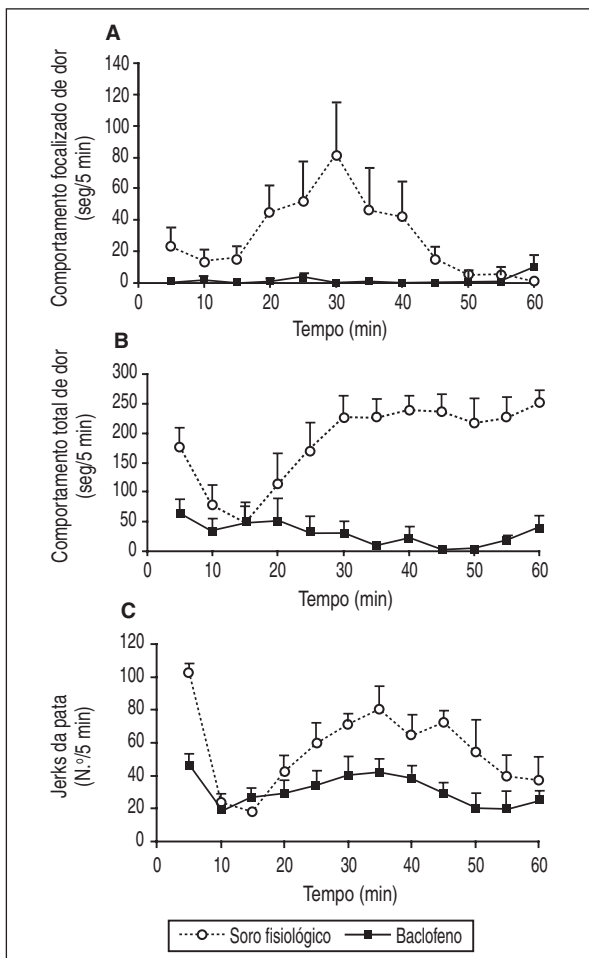 A
Comportamento focalizado de dor
(seg/5 min)
140
120
100
80
60
40
20
0
0 10 20 30 40 50 60
Tempo (min)
B
Comportamento total de dor
(seg/5 min)
300
250
200
150
100
50
0
0 10 20 30 40 50 60
Tempo (min)
C
Jerks da pata
(N.º/5 min)
120
100
80
60
40
20
0
0 10 20 30 40 50 60
Tempo (min)
Soro fisiológico Baclofeno